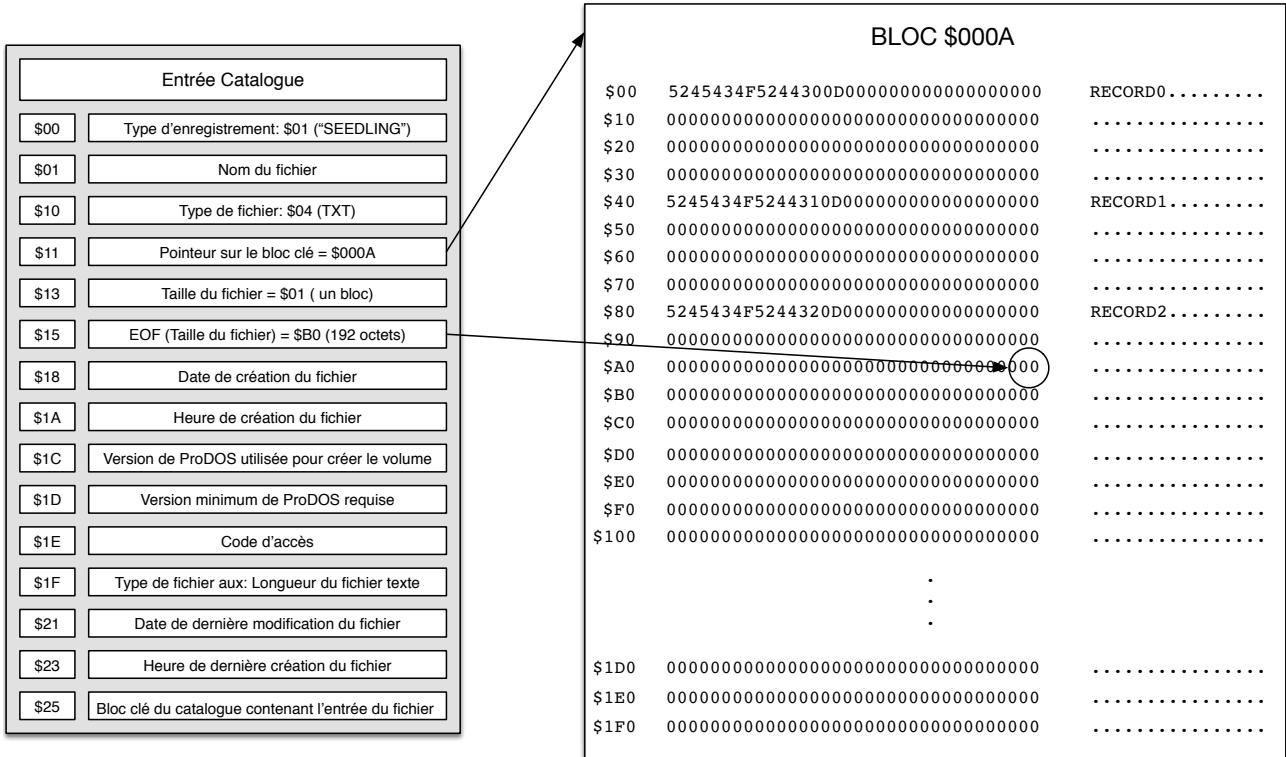 Entrée Catalogue
$00 Type d'enregistrement: $01 (“SEEDLING”)
$01 Nom du fichier
$10 Type de fichier: $04 (TXT)
$11 Pointeur sur le bloc clé = $000A
$13 Taille du fichier = $01 ( un bloc)
$15 EOF (Taille du fichier) = $B0 (192 octets)
$18 Date de création du fichier
$1A Heure de création du fichier
$1C Version de ProDOS utilisée pour créer le volume
$1D Version minimum de ProDOS requise
$1E Code d'accès
$1F Type de fichier aux: Longueur du fichier texte
$21 Date de dernière modification du fichier
$23 Heure de dernière création du fichier
$25 Bloc clé du catalogue contenant l'entrée du fichier
BLOC $000A
$00 5245434F5244300D0000000000000000 RECORD0.........
$10 00000000000000000000000000000000 ................
$20 00000000000000000000000000000000 ................
$30 00000000000000000000000000000000 ................
$40 5245434F5244310D0000000000000000 RECORD1.........
$50 00000000000000000000000000000000 ................
$60 00000000000000000000000000000000 ................
$70 00000000000000000000000000000000 ................
$80 5245434F5244320D0000000000000000 RECORD2.........
$90 00000000000000000000000000000000 ................
$A0 00000000000000000000000000000000 ................
$B0 00000000000000000000000000000000 ................
$C0 00000000000000000000000000000000 ................
$D0 00000000000000000000000000000000 ................
$E0 00000000000000000000000000000000 ................
$F0 00000000000000000000000000000000 ................
$100 00000000000000000000000000000000 ................
.
.
.
$1D0 00000000000000000000000000000000 ................
$1E0 00000000000000000000000000000000 ................
$1F0 00000000000000000000000000000000 ................